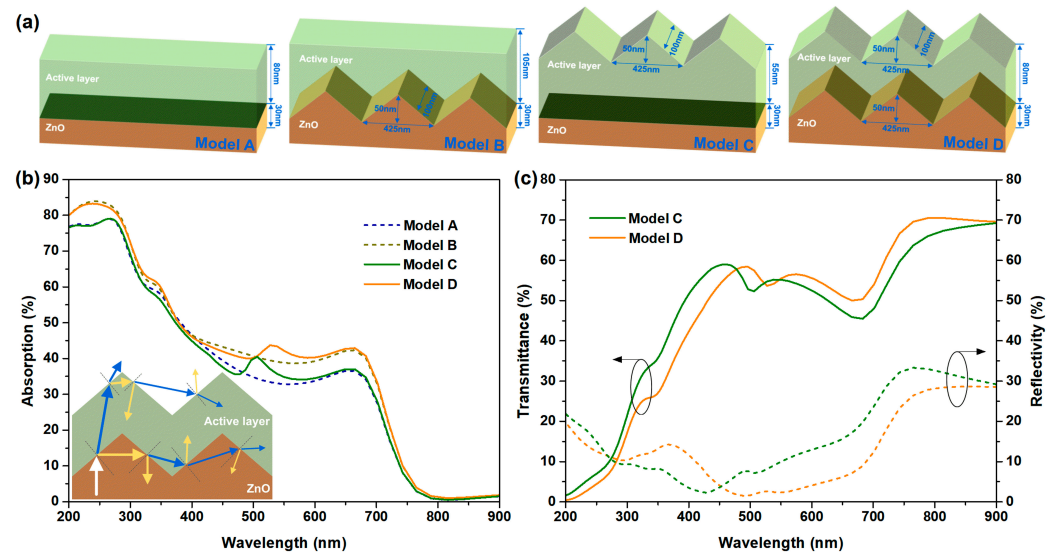 (a)
Active layer
ZnO
80nm
30nm
Model A
50nm
100nm
425nm
ZnO
105nm
30nm
Model B
50nm
100nm
425nm
Active layer
ZnO
55nm
30nm
Model C
50nm
100nm
425nm
Active layer
50nm
425nm
ZnO
80nm
30nm
Model D
(b)
90
80
70
60
50
40
30
20
10
0
Absorption (%)
Model A
Model B
Model C
Model D
Active layer
ZnO
200 300 400 500 600 700 800 900
Wavelength (nm)
(c)
80
70
60
50
40
30
20
10
0
Transmittance (%)
Model C
Model D
80
70
60
50
40
30
20
10
0
Reflectivity (%)
200 300 400 500 600 700 800 900
Wavelength (nm)